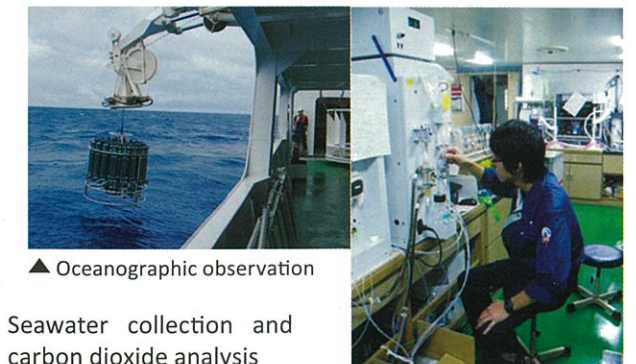 ▲ Oceanographic observation
Seawater collection and
carbon dioxide analysis